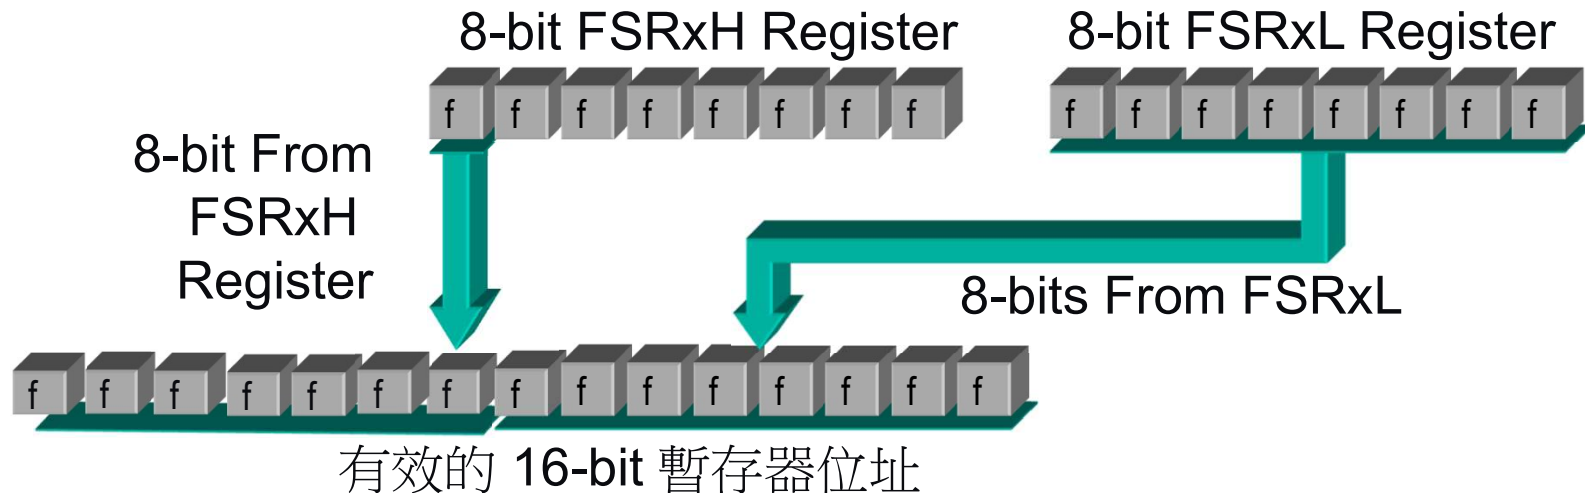 8-bit FSRxH Register
8-bit FSRxL Register
f f f f f f f f
f f f f f f f f
8-bit From
FSRxH
Register
8-bits From FSRxL
f f f f f f f f f f f f f f f
有效的 16-bit 暫存器位址